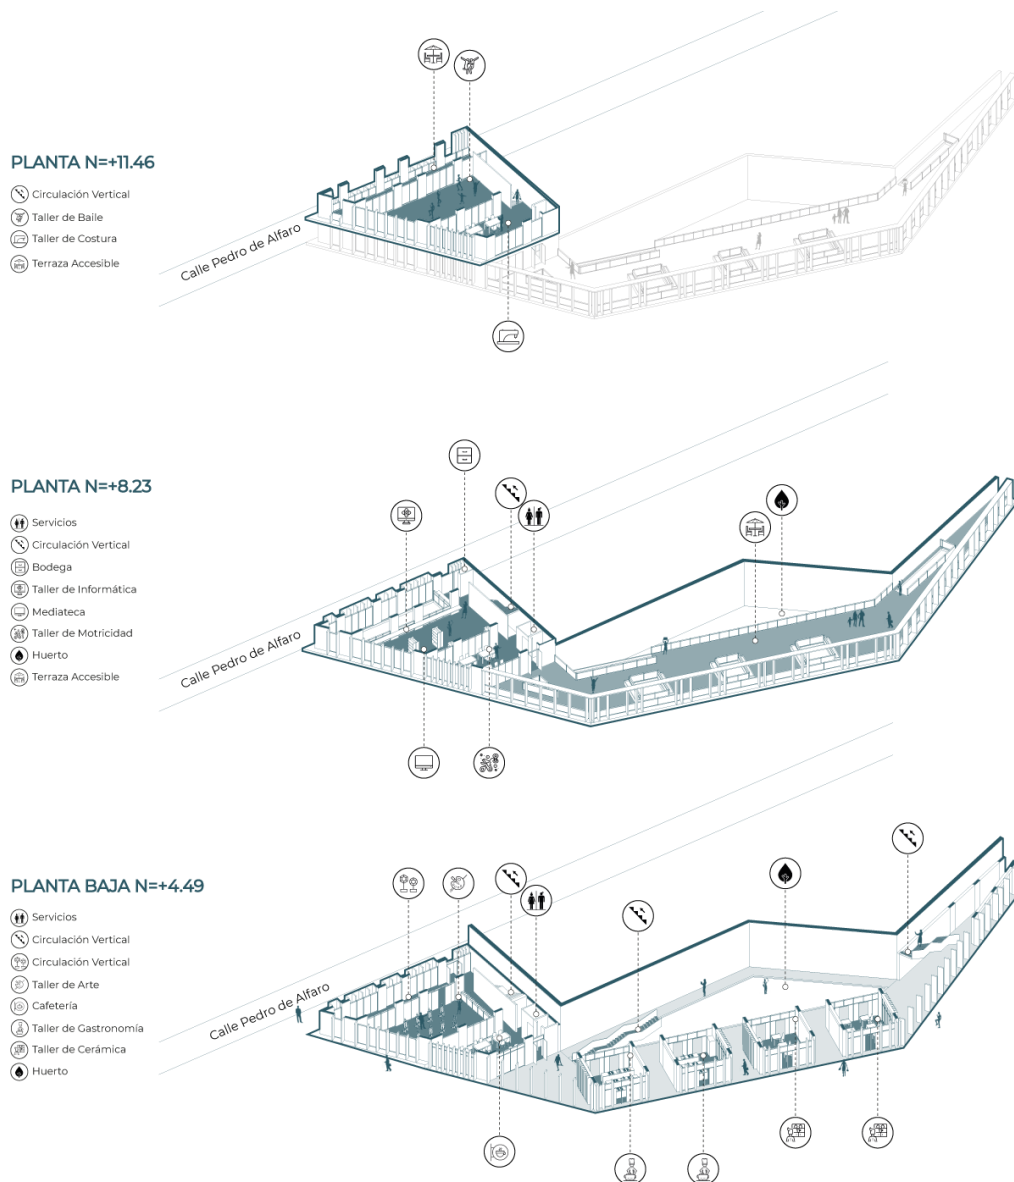 PLANTA N=+11.46
Circulación Vertical
Taller de Baile
Taller de Costura
Terraza Accesible
Calle Pedro de Alfaro
PLANTA N=+8.23
Servicios
Circulación Vertical
Bodega
Taller de Informática
Mediateca
Taller de Motricidad
Huerto
Terraza Accesible
Calle Pedro de Alfaro
PLANTA BAJA N=+4.49
Servicios
Circulación Vertical
Circulación Vertical
Taller de Arte
Cafetería
Taller de Gastronomía
Taller de Cerámica
Huerto
Calle Pedro de Alfaro